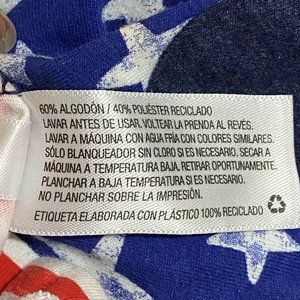 60% ALGODÓN / 40% POLIÉSTER RECICLADO
LAVAR ANTES DE USAR. VOLTEAR LA PRENDA AL REVÉS.
LAVAR A MÁQUINA CON AGUA FRÍA CON COLORES SIMILARES.
SÓLO BLANQUEADOR SIN CLORO SI ES NECESARIO. SECAR A
MÁQUINA A TEMPERATURA BAJA. RETIRAR OPORTUNAMENTE.
PLANCHAR A BAJA TEMPERATURA SI ES NECESARIO.
NO PLANCHAR SOBRE LA IMPRESIÓN.
ETIQUETA ELABORADA CON PLÁSTICO 100% RECICLADO